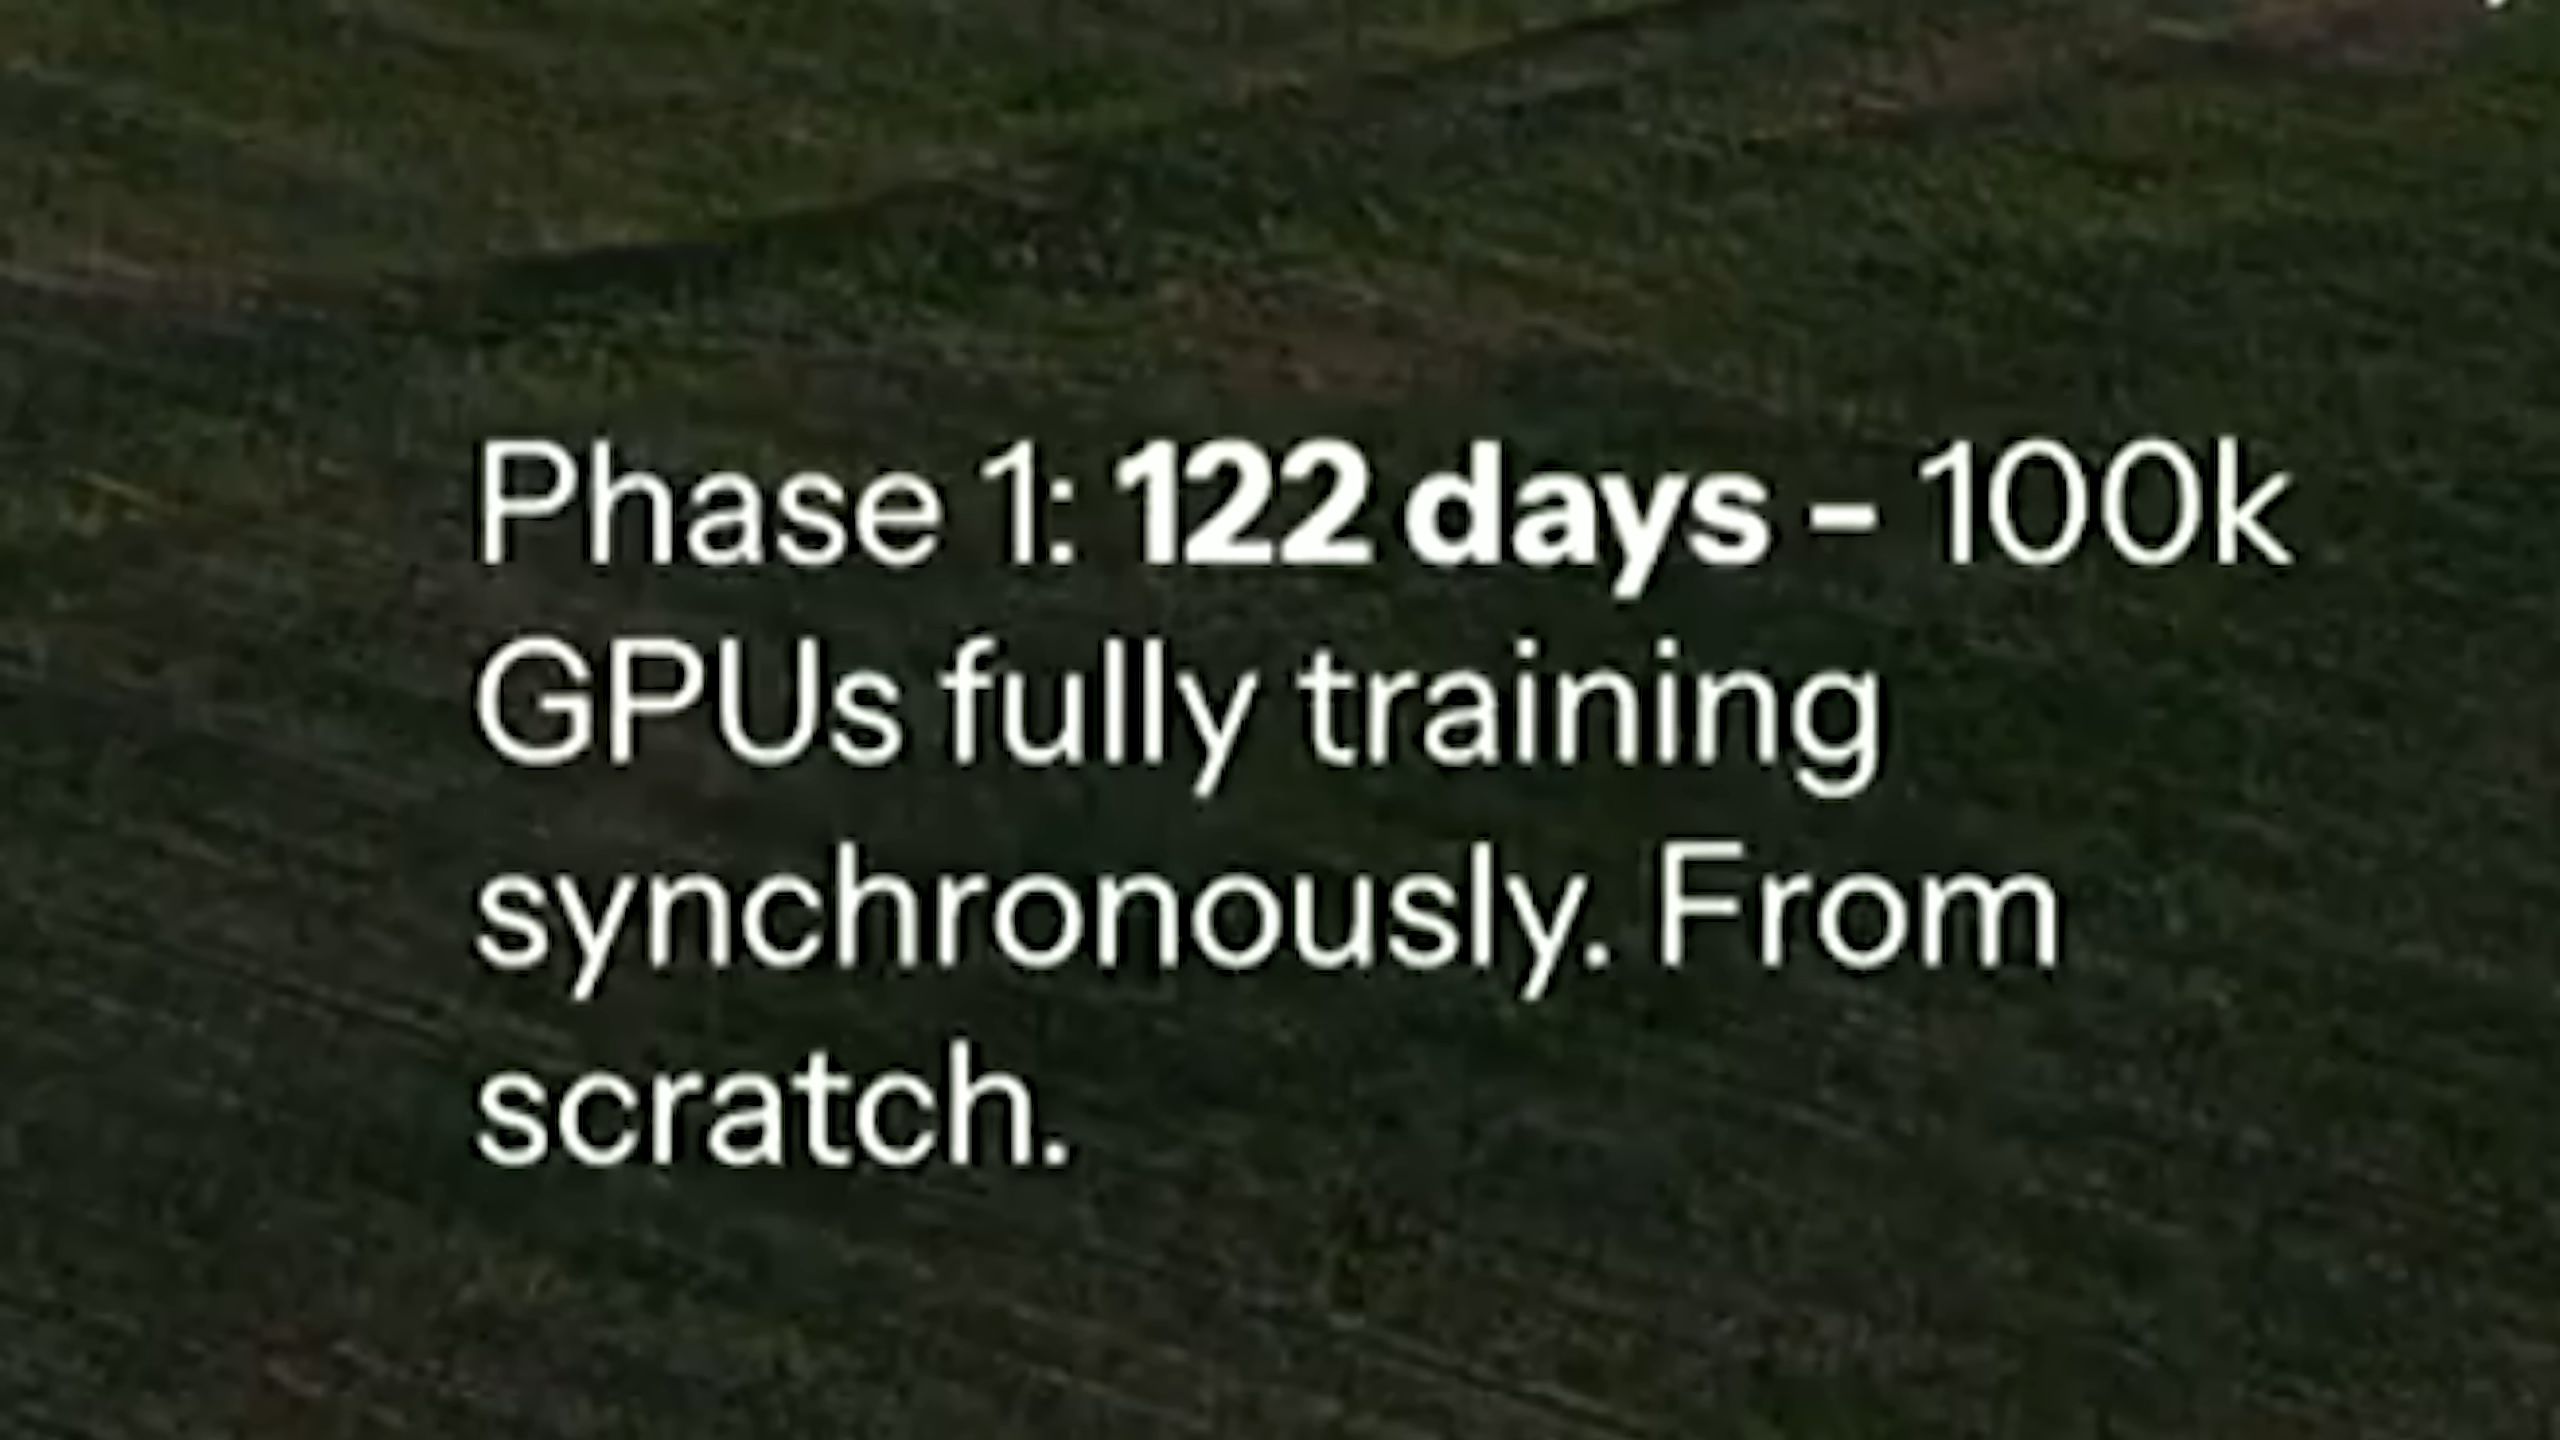 Phase 1: 122 days – 100k
GPUs fully training
synchronously. From
scratch.